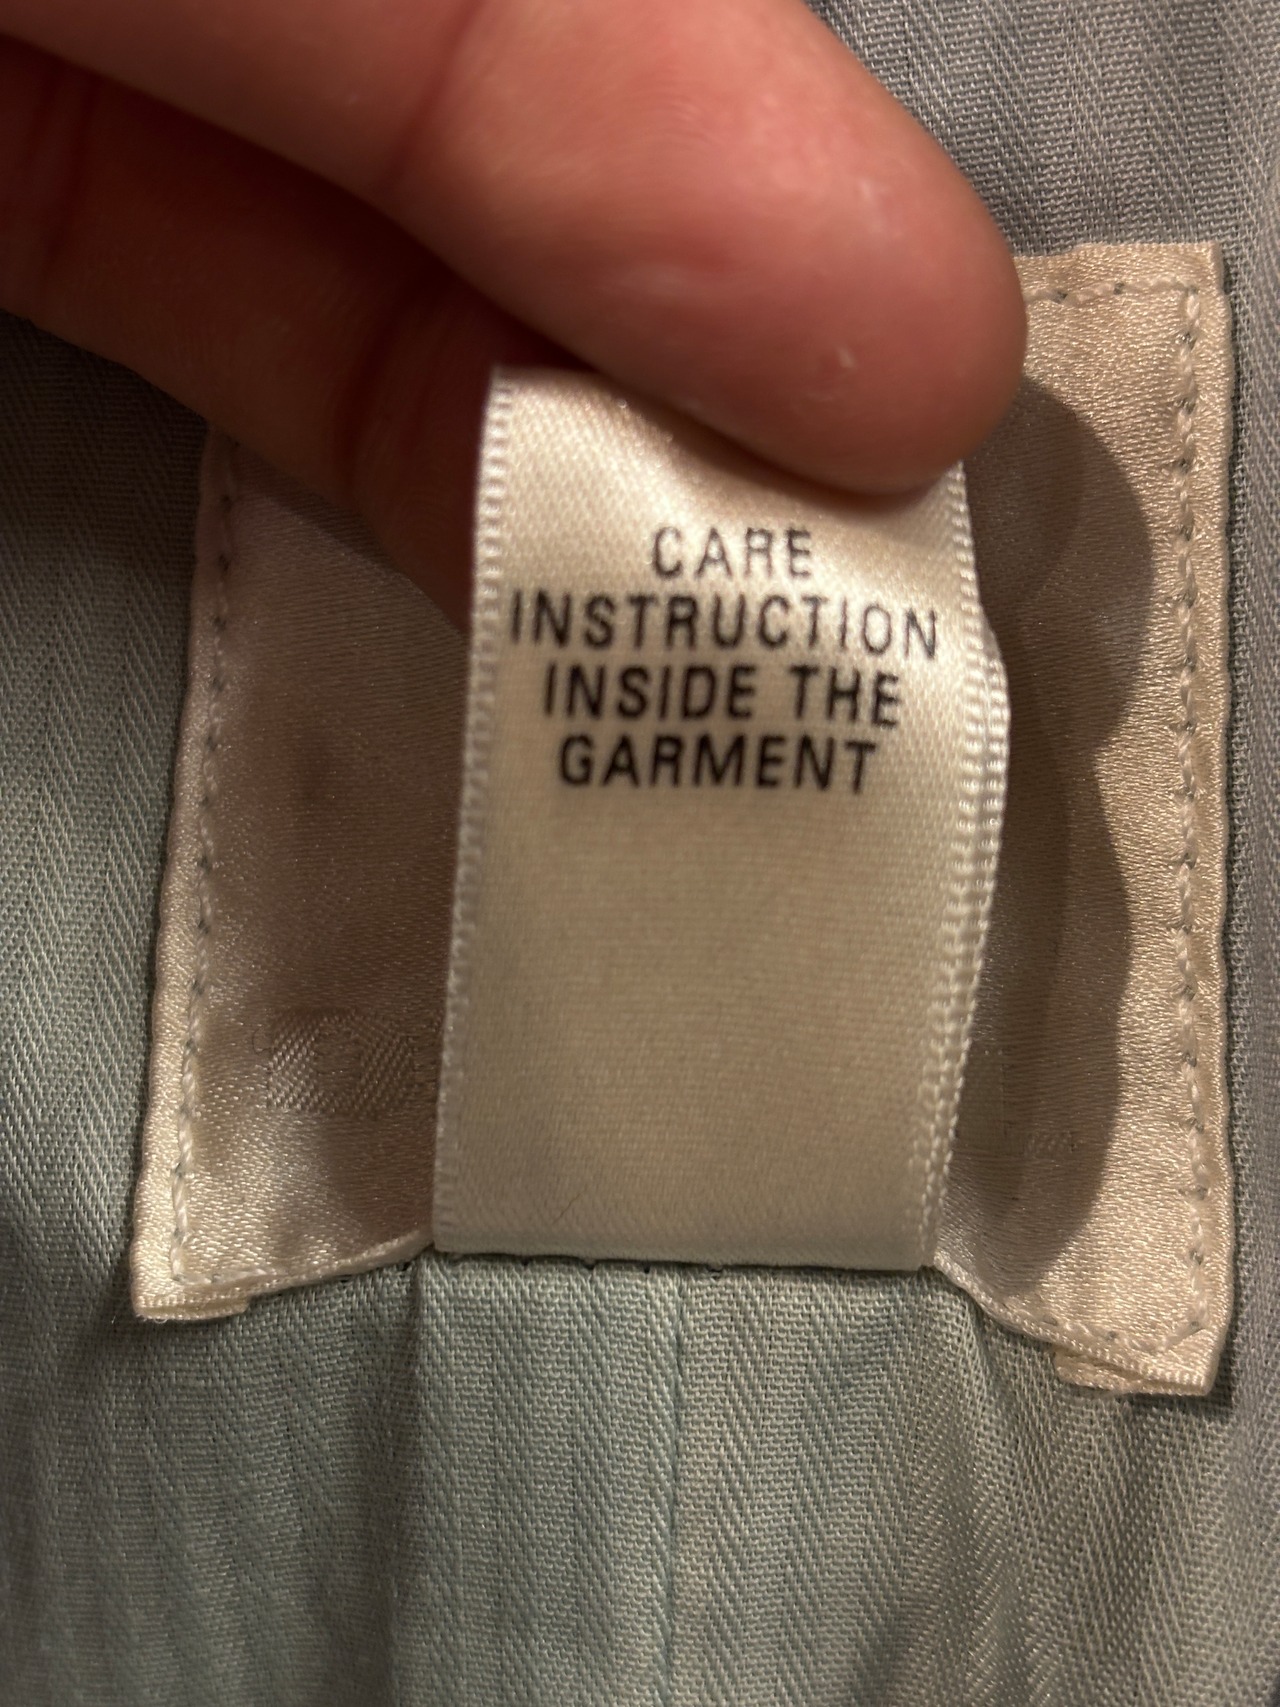 CARE
INSTRUCTION
INSIDE THE
GARMENT